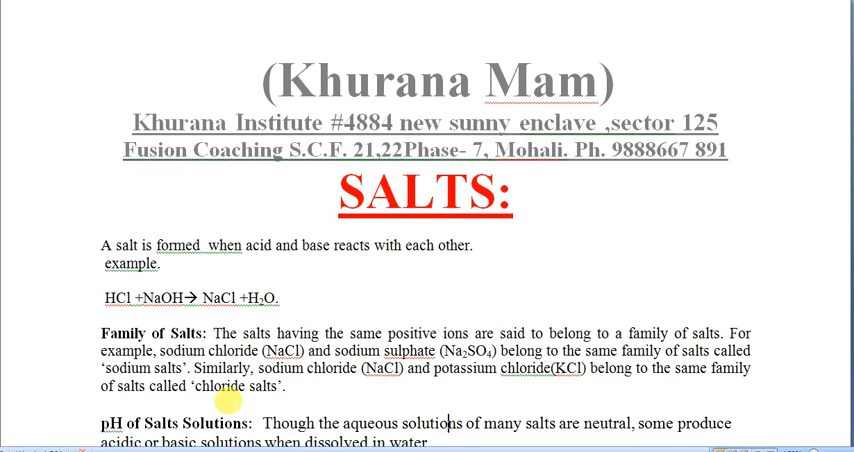 (Khurana Mam)
Khurana Institute #4884 new sunny enclave ,sector 125
Fusion Coaching S.C.F. 21,22Phase- 7, Mohali. Ph. 9888667 891
SALTS:
A salt is formed when acid and base reacts with each other.
example.
HCl +NaOH→ NaCl +H₂O.
Family of Salts: The salts having the same positive ions are said to belong to a family of salts. For
example, sodium chloride (NaCl) and sodium sulphate (Na₂SO₄) belong to the same family of salts called
‘sodium salts’. Similarly, sodium chloride (NaCl) and potassium chloride(KCl) belong to the same family
of salts called ‘chloride salts’.
pH of Salts Solutions: Though the aqueous solutions of many salts are neutral, some produce
acidic or basic solutions when dissolved in water